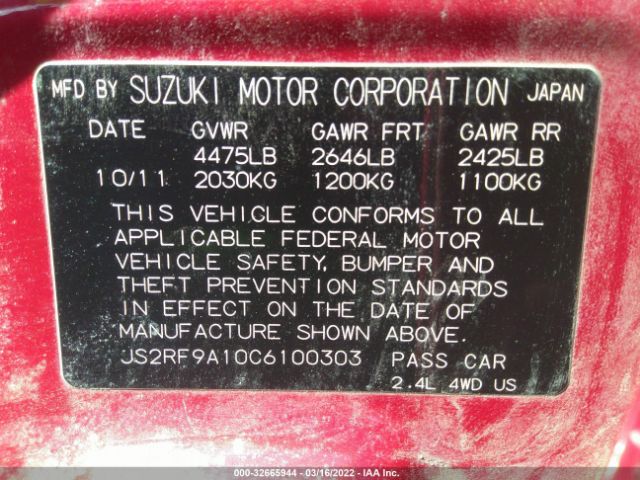 MFD BY SUZUKI MOTOR CORPORATION JAPAN
DATE GVWR GAWR FRT GAWR RR
4475LB 2646LB 2425LB
10/11 2030KG 1200KG 1100KG
THIS VEHICLE CONFORMS TO ALL
APPLICABLE FEDERAL MOTOR
VEHICLE SAFETY, BUMPER AND
THEFT PREVENTION STANDARDS
IN EFFECT ON THE DATE OF
MANUFACTURE SHOWN ABOVE.
JS2RF9A10C6100303 PASS CAR
2.4L 4WD US
000-32665944 - 03/16/2022 - IAA Inc.